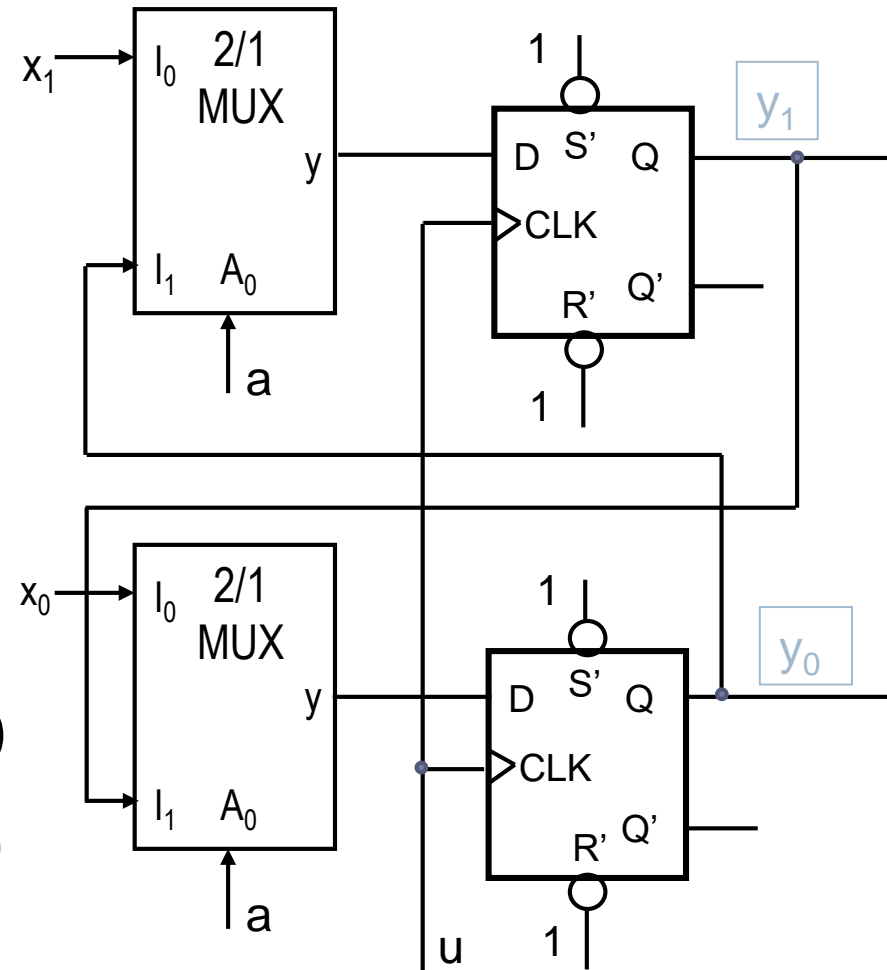 x₁
I₀ 2/1
MUX
y
I₁ A₀
a
1
S'
D Q
CLK
Q'
R'
1
y₁
x₀
I₀ 2/1
MUX
y
I₁ A₀
a
1
S'
D Q
CLK
Q'
R'
1
y₀
u
)
)